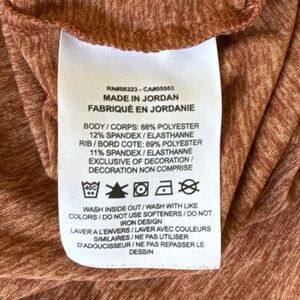 RN#56323 - CA#05553
MADE IN JORDAN
FABRIQUÉ EN JORDANIE
BODY / CORPS: 88% POLYESTER
12% SPANDEX / ELASTHANNE
RIB / BORD COTE: 89% POLYESTER
11% SPANDEX / ELASTHANNE
EXCLUSIVE OF DECORATION /
DECORATION NON COMPRISE
40C
WASH INSIDE OUT / WASH WITH LIKE
COLORS / DO NOT USE SOFTENERS / DO NOT
IRON DESIGN
LAVER A L'ENVERS / LAVER AVEC COULEURS
SIMILAIRES / NE PAS UTILISER
D'ADOUCISSEUR / NE PAS REPASSER LE
DESSIN